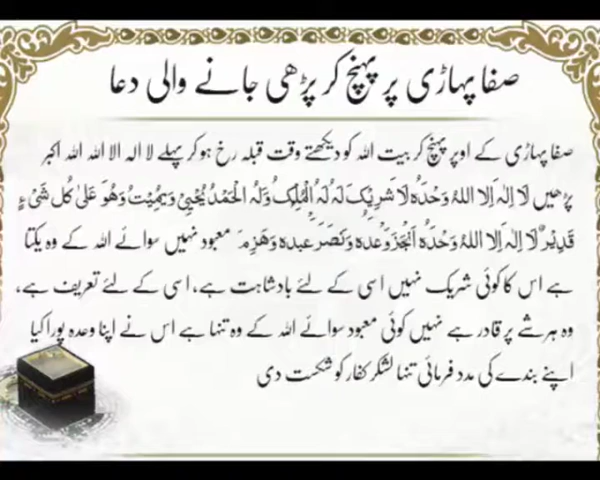 صفا پہاڑی پر پہنچ کر پڑھی جانے والی دعا
صفا پہاڑی کے اوپر پہنچ کر بیت اللہ کو دیکھتے وقت قبلہ رخ ہو کر پہلے لا الہ الا اللہ اللہ اکبر
پڑھیں لَا اِلٰہَ اِلَّا اللہُ وَحْدَہٗ لَا شَرِیْکَ لَہٗ لَہُ الْمُلْکُ وَلَہُ الْحَمْدُ یُحْیِیْ وَیُمِیْتُ وَھُوَ عَلٰی کُلِّ شَیْءٍ
قَدِیْرٌ لَا اِلٰہَ اِلَّا اللہُ وَحْدَہٗ اَنْجَزَ وَعْدَہٗ وَنَصَرَ عَبْدَہٗ وَھَزَمَ معبود نہیں سوائے اللہ کے وہ یکتا
ہے اس کا کوئی شریک نہیں اسی کے لئے بادشاہت ہے، اسی کے لئے تعریف ہے،
وہ ہر شے پر قادر ہے نہیں کوئی معبود سوائے اللہ کے وہ تنہا ہے اس نے اپنا وعدہ پورا کیا
اپنے بندے کی مدد فرمائی تنہا لشکر کفار کو شکست دی